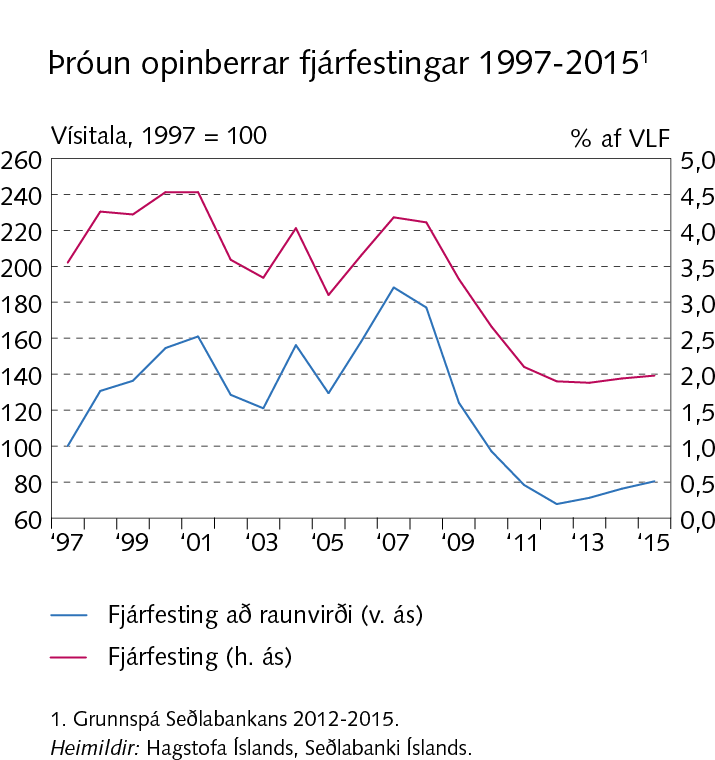 Þróun opinberrar fjárfestingar 1997-2015¹
Vísitala, 1997 = 100
% af VLF
260 5,0
240 4,5
220 4,0
200 3,5
180 3,0
160 2,5
140 2,0
120 1,5
100 1,0
80 0,5
60 0,0
‘97 ‘99 ‘01 ‘03 ‘05 ‘07 ‘09 ‘11 ‘13 ‘15
Fjárfesting að raunvirði (v. ás)
Fjárfesting (h. ás)
1. Grunnspá Seðlabankans 2012-2015.
Heimildir: Hagstofa Íslands, Seðlabanki Íslands.